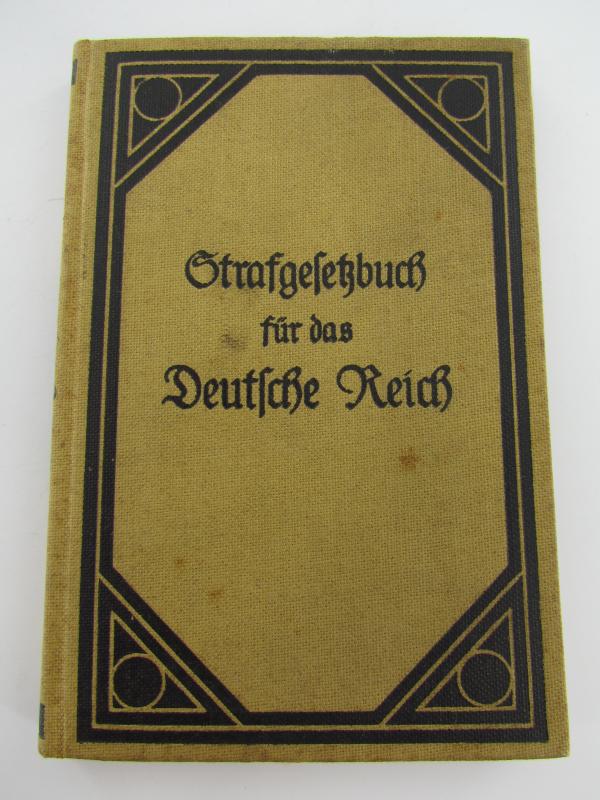 Strafgeſetzbuch
für das
Deutſche Reich